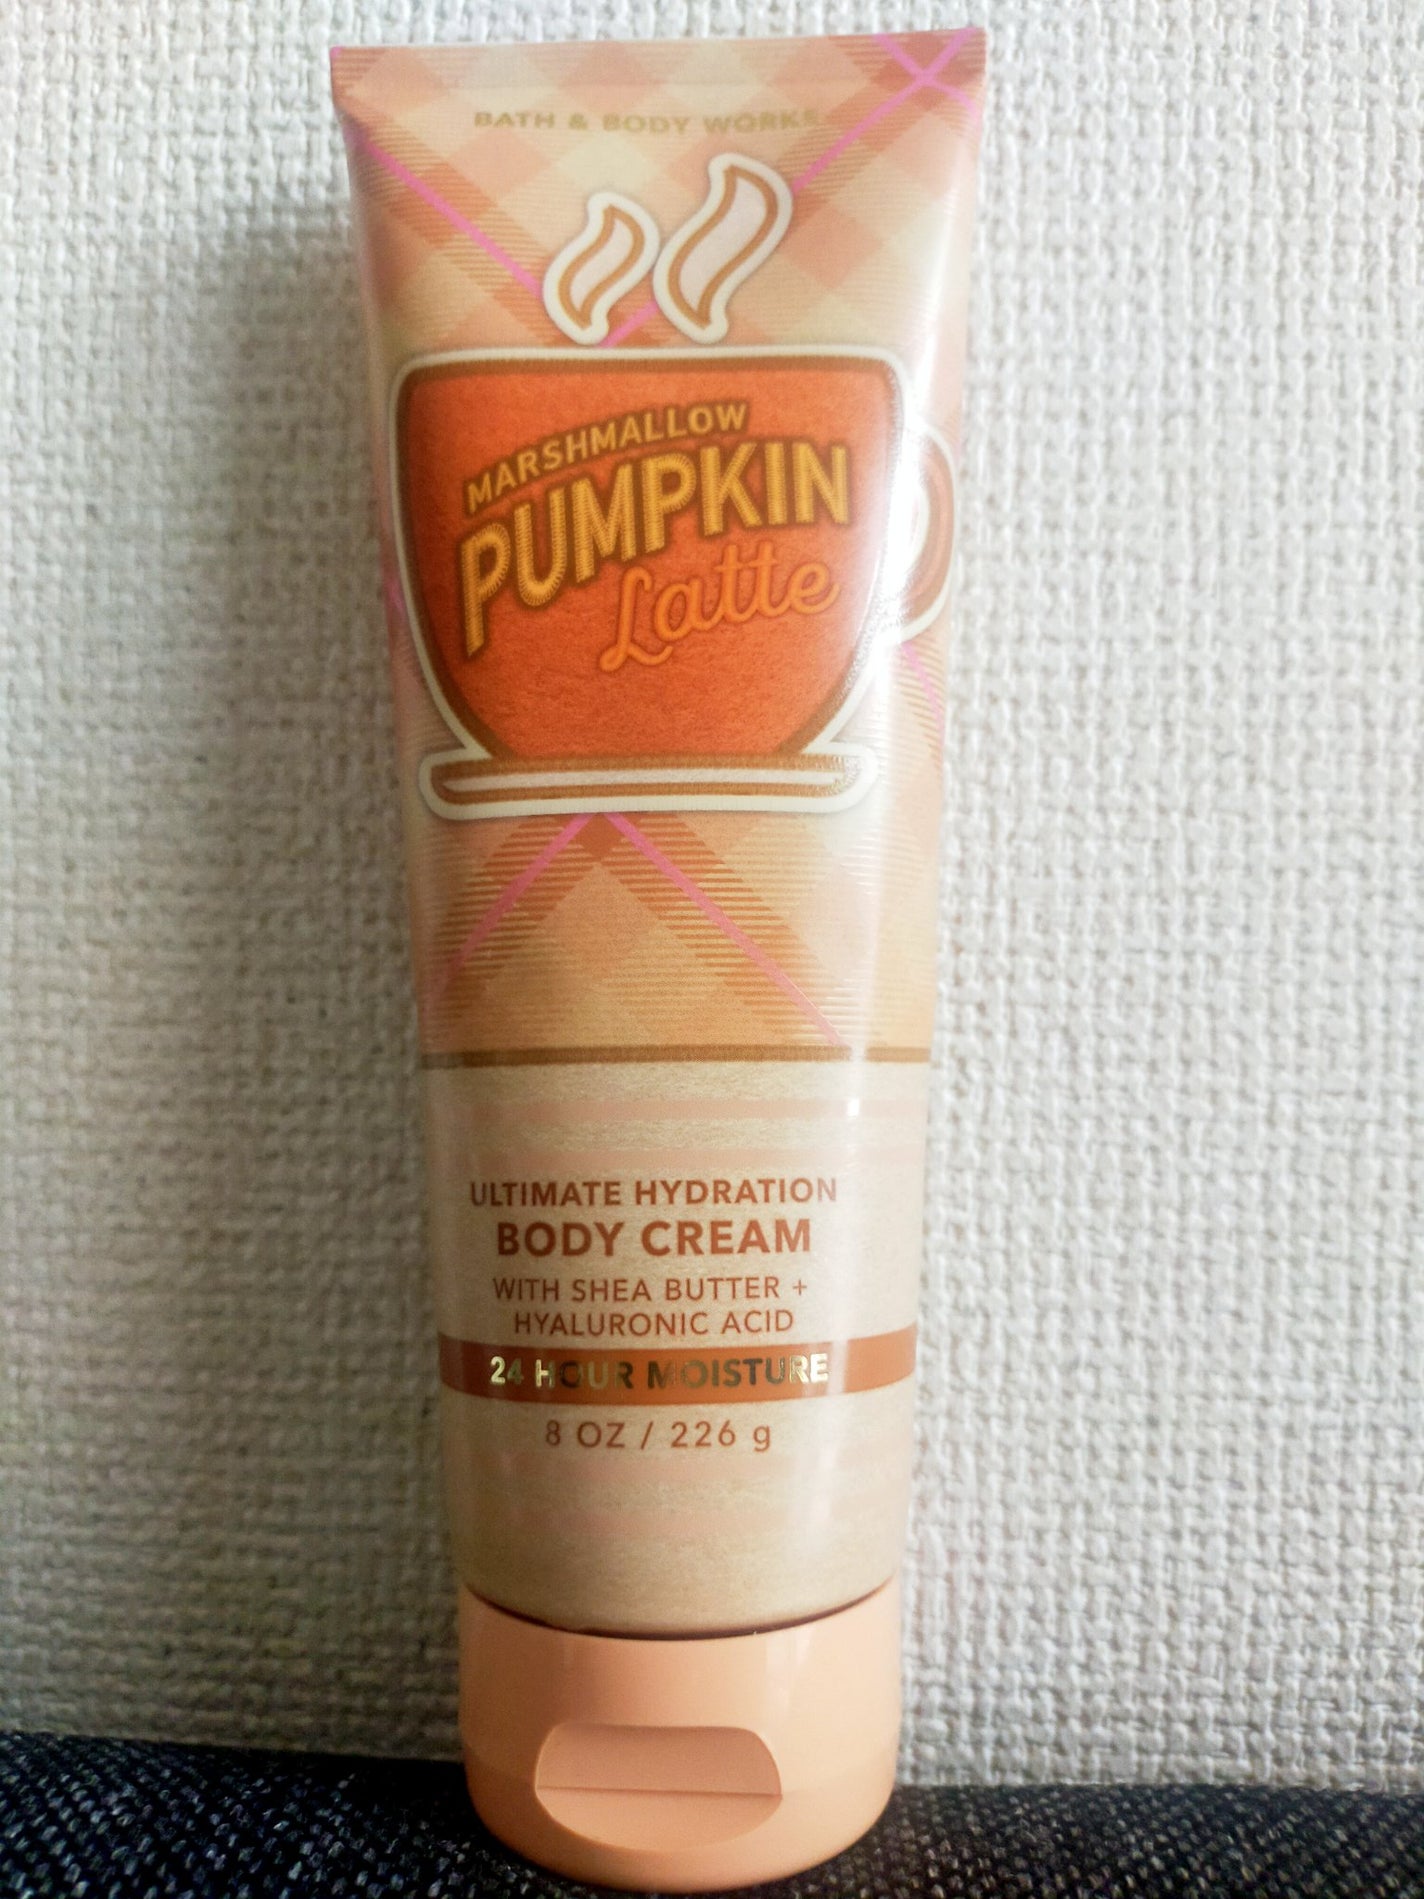 BATH & BODY WORKS
MARSHMALLOW
PUMPKIN
Latte
ULTIMATE HYDRATION
BODY CREAM
WITH SHEA BUTTER +
HYALURONIC ACID
24 HOUR MOISTURE
8 OZ / 226 g